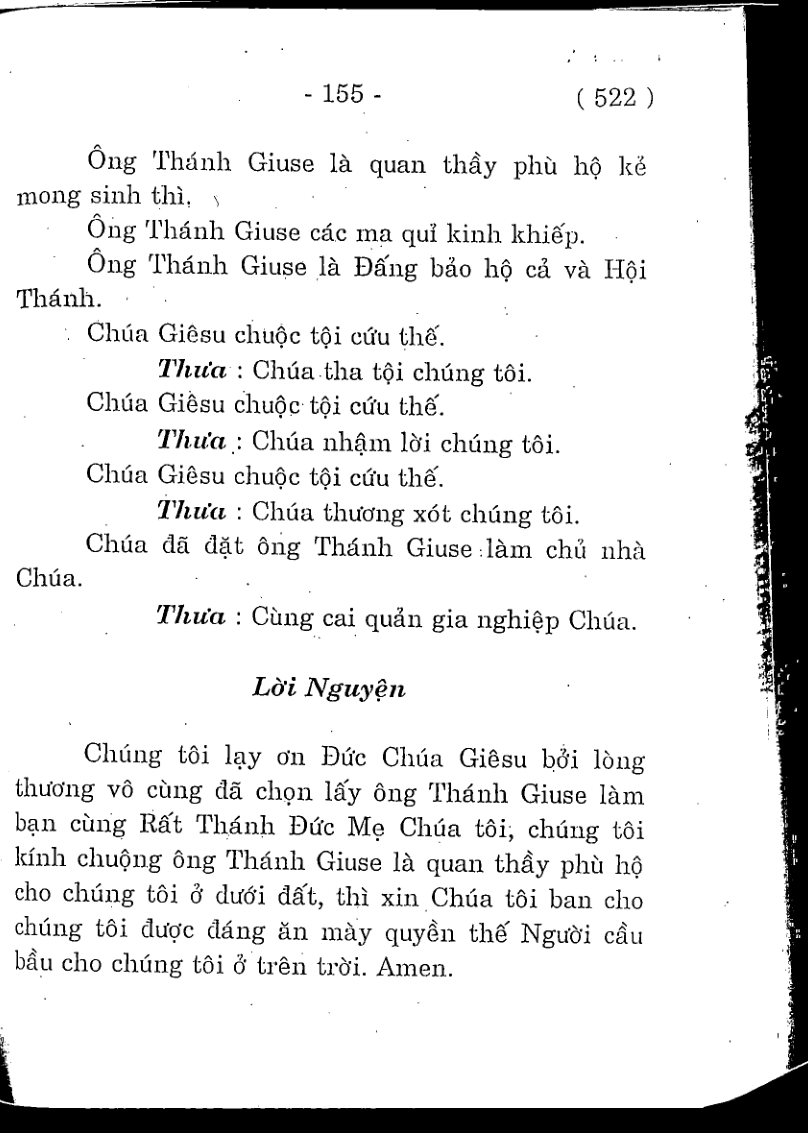 - 155 - ( 522 )
Ông Thánh Giuse là quan thầy phù hộ kẻ
mong sinh thì,
Ông Thánh Giuse các ma quỉ kinh khiếp.
Ông Thánh Giuse là Đấng bảo hộ cả và Hội
Thánh.
Chúa Giêsu chuộc tội cứu thế.
Thưa : Chúa tha tội chúng tôi.
Chúa Giêsu chuộc tội cứu thế.
Thưa : Chúa nhậm lời chúng tôi.
Chúa Giêsu chuộc tội cứu thế.
Thưa : Chúa thương xót chúng tôi.
Chúa đã đặt ông Thánh Giuse làm chủ nhà
Chúa.
Thưa : Cùng cai quản gia nghiệp Chúa.
Lời Nguyện
Chúng tôi lạy ơn Đức Chúa Giêsu bởi lòng
thương vô cùng đã chọn lấy ông Thánh Giuse làm
bạn cùng Rất Thánh Đức Mẹ Chúa tôi, chúng tôi
kính chuộng ông Thánh Giuse là quan thầy phù hộ
cho chúng tôi ở dưới đất, thì xin Chúa tôi ban cho
chúng tôi được đáng ăn mày quyền thế Người cầu
bầu cho chúng tôi ở trên trời. Amen.